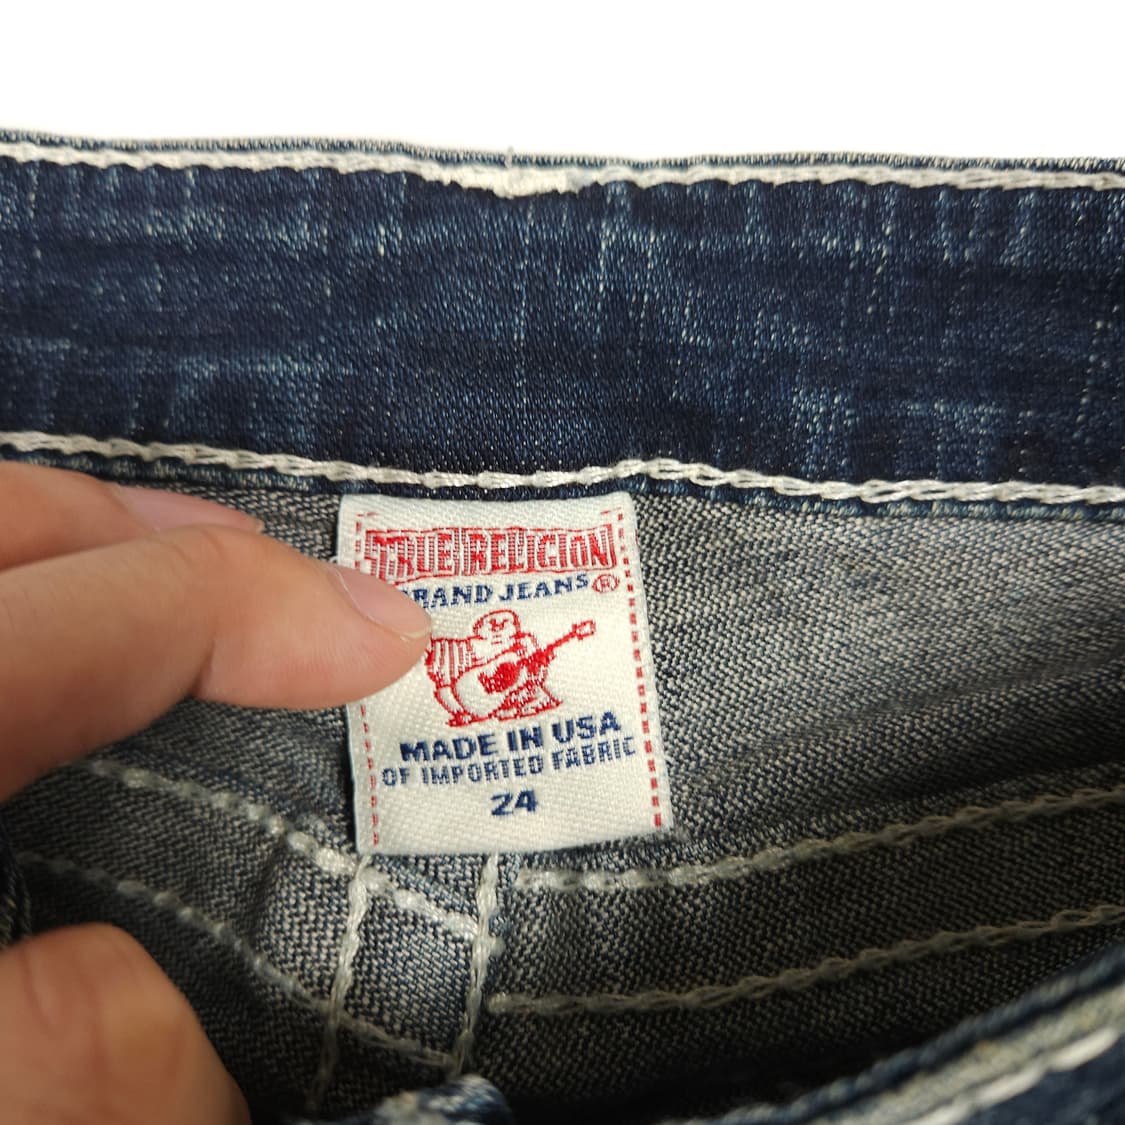 TRUE RELIGION
BRAND JEANS®
MADE IN USA
OF IMPORTED FABRIC
24